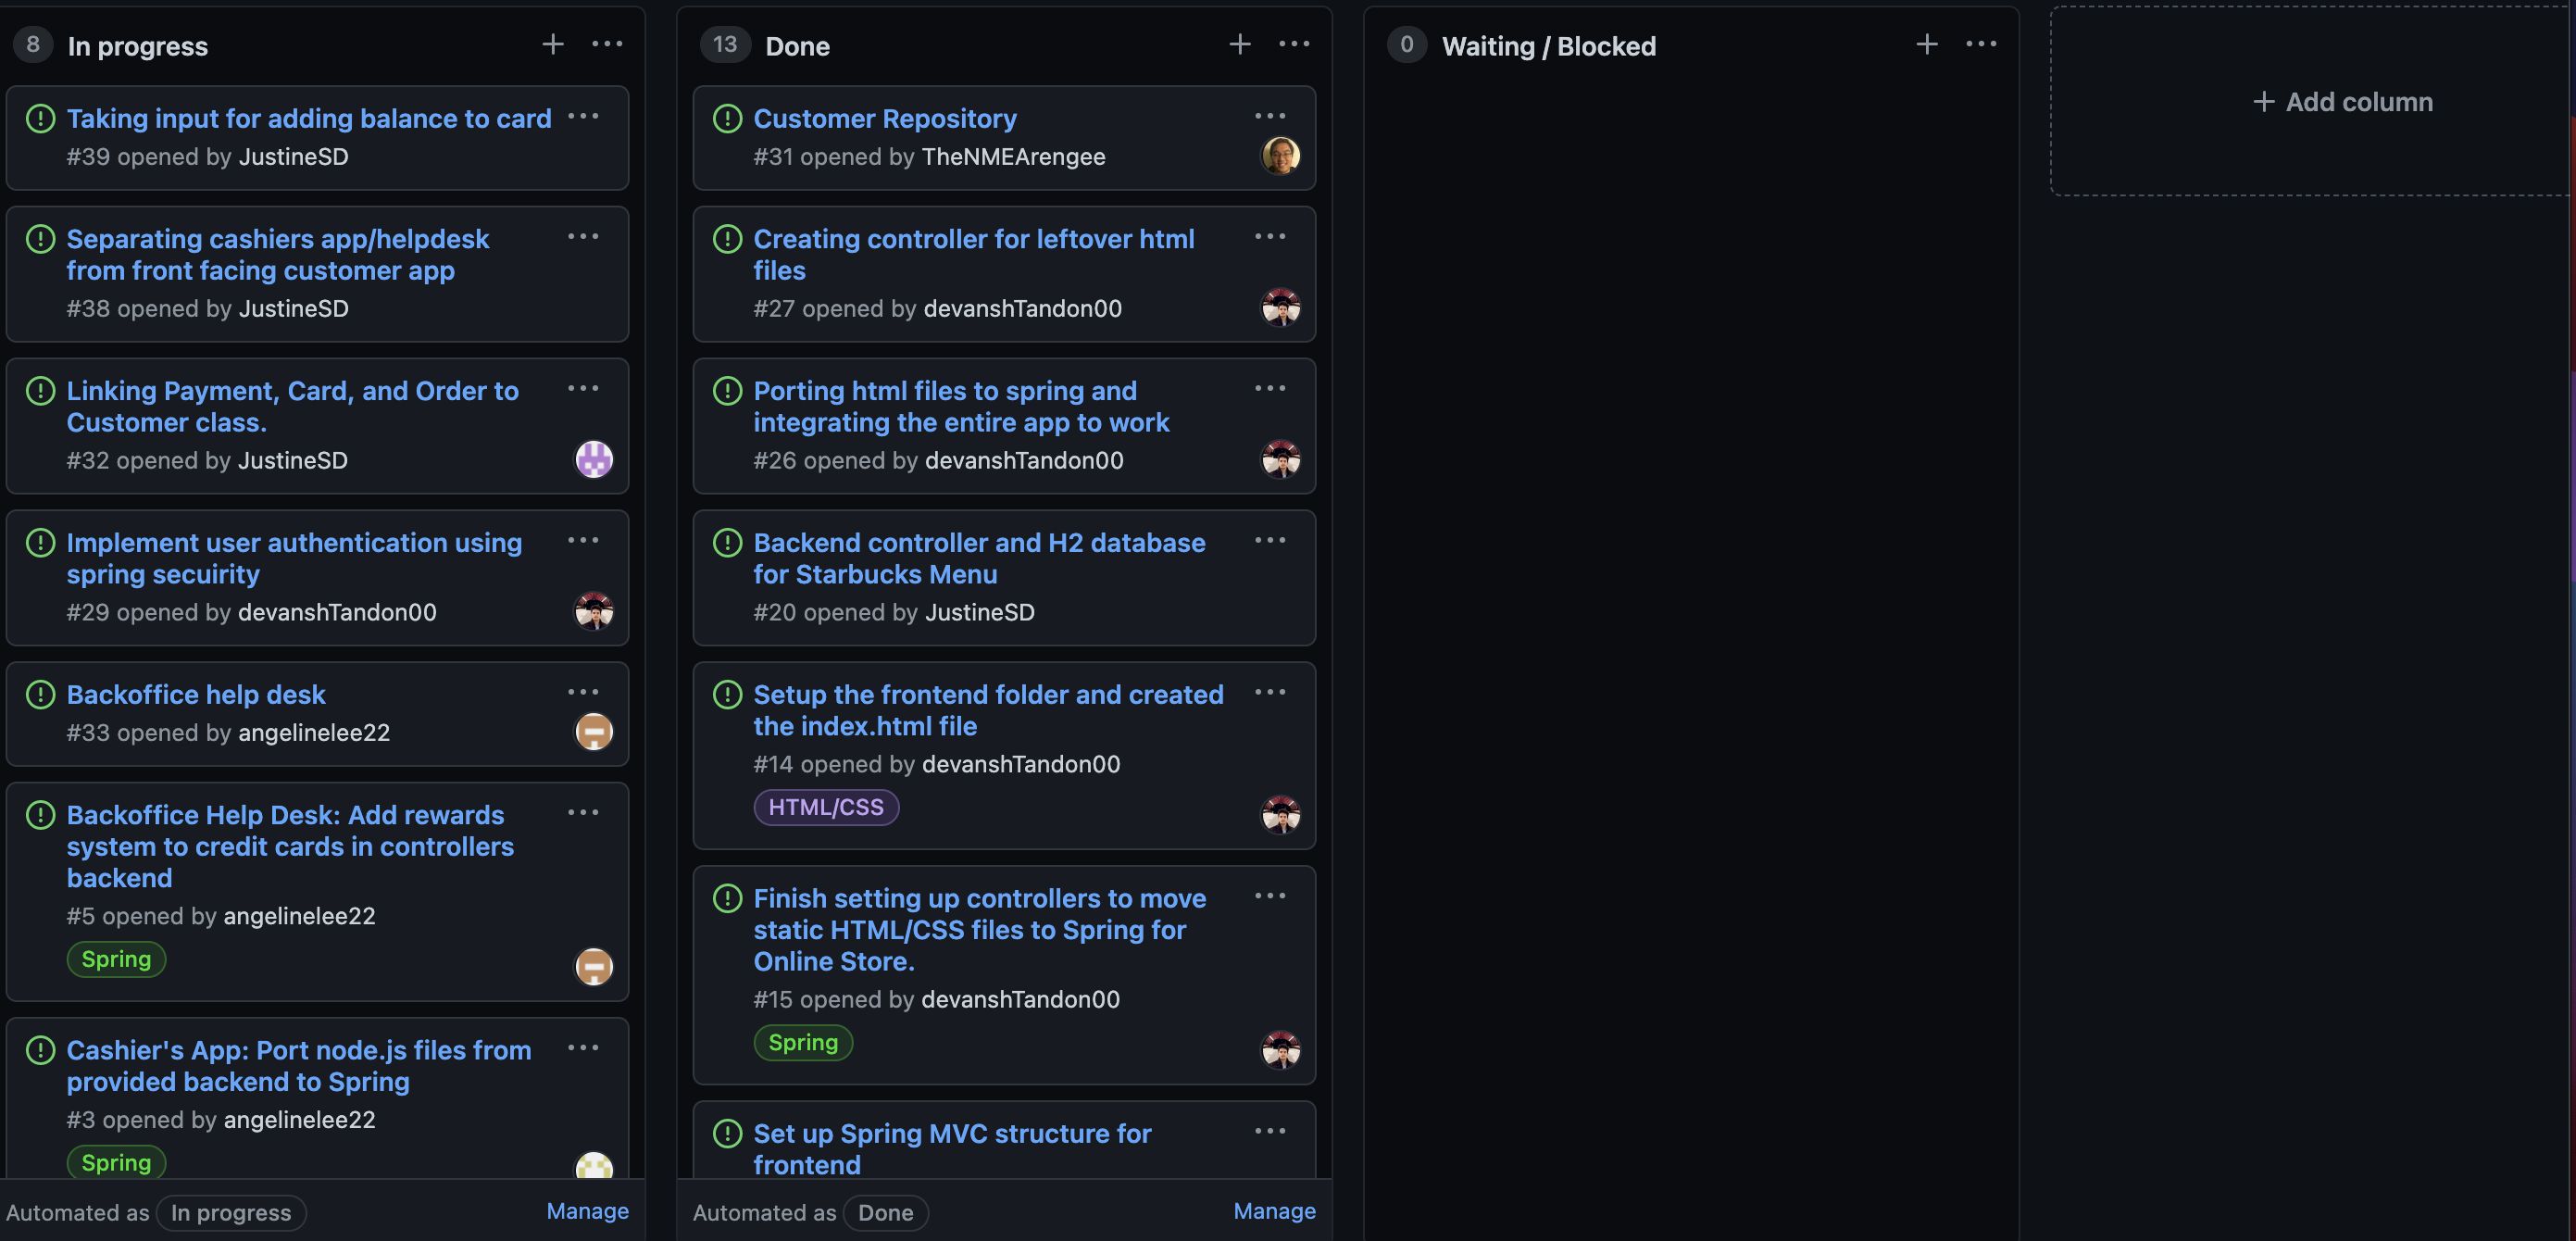 8 In progress
Taking input for adding balance to card
#39 opened by JustineSD
Separating cashiers app/helpdesk
from front facing customer app
#38 opened by JustineSD
Linking Payment, Card, and Order to
Customer class.
#32 opened by JustineSD
Implement user authentication using
spring secuirity
#29 opened by devanshTandon00
Backoffice help desk
#33 opened by angelinelee22
Backoffice Help Desk: Add rewards
system to credit cards in controllers
backend
#5 opened by angelinelee22
Spring
Cashier's App: Port node.js files from
provided backend to Spring
#3 opened by angelinelee22
Spring
Automated as In progress Manage
13 Done
Customer Repository
#31 opened by TheNMEArengee
Creating controller for leftover html
files
#27 opened by devanshTandon00
Porting html files to spring and
integrating the entire app to work
#26 opened by devanshTandon00
Backend controller and H2 database
for Starbucks Menu
#20 opened by JustineSD
Setup the frontend folder and created
the index.html file
#14 opened by devanshTandon00
HTML/CSS
Finish setting up controllers to move
static HTML/CSS files to Spring for
Online Store.
#15 opened by devanshTandon00
Spring
Set up Spring MVC structure for
frontend
Automated as Done Manage
0 Waiting / Blocked
+ Add column